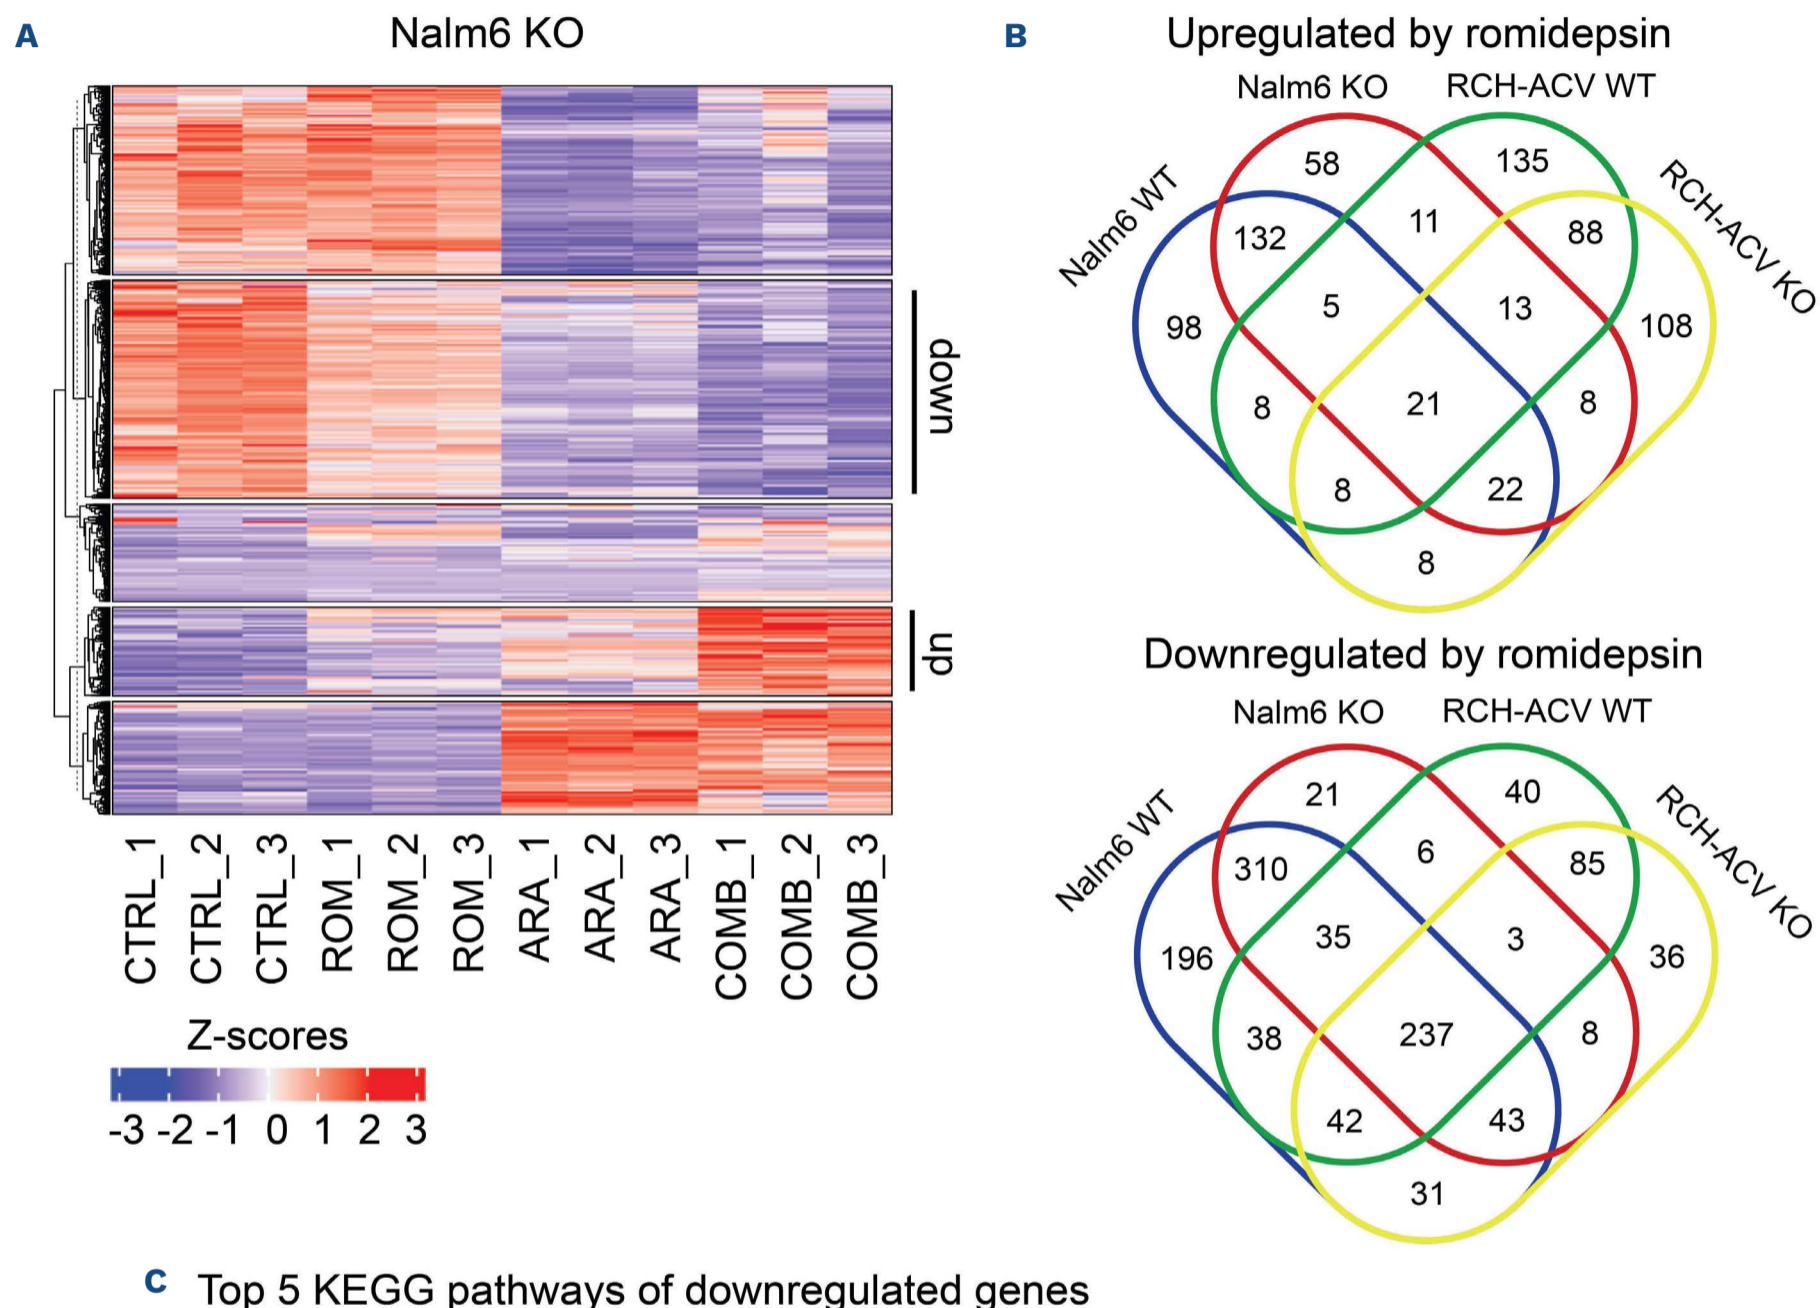 A
Nalm6 KO
down
up
CTRL_1
CTRL_2
CTRL_3
ROM_1
ROM_2
ROM_3
ARA_1
ARA_2
ARA_3
COMB_1
COMB_2
COMB_3
Z-scores
-3 -2 -1 0 1 2 3
B
Upregulated by romidepsin
Nalm6 KO RCH-ACV WT
Nalm6 WT
RCH-ACV KO
58 135
132 11 88
98 5 13 108
8 21 8
8 22
8
Downregulated by romidepsin
Nalm6 KO RCH-ACV WT
Nalm6 WT
RCH-ACV KO
21 40
310 6 85
196 35 3 36
38 237 8
42 43
31
C Top 5 KEGG pathways of downregulated genes